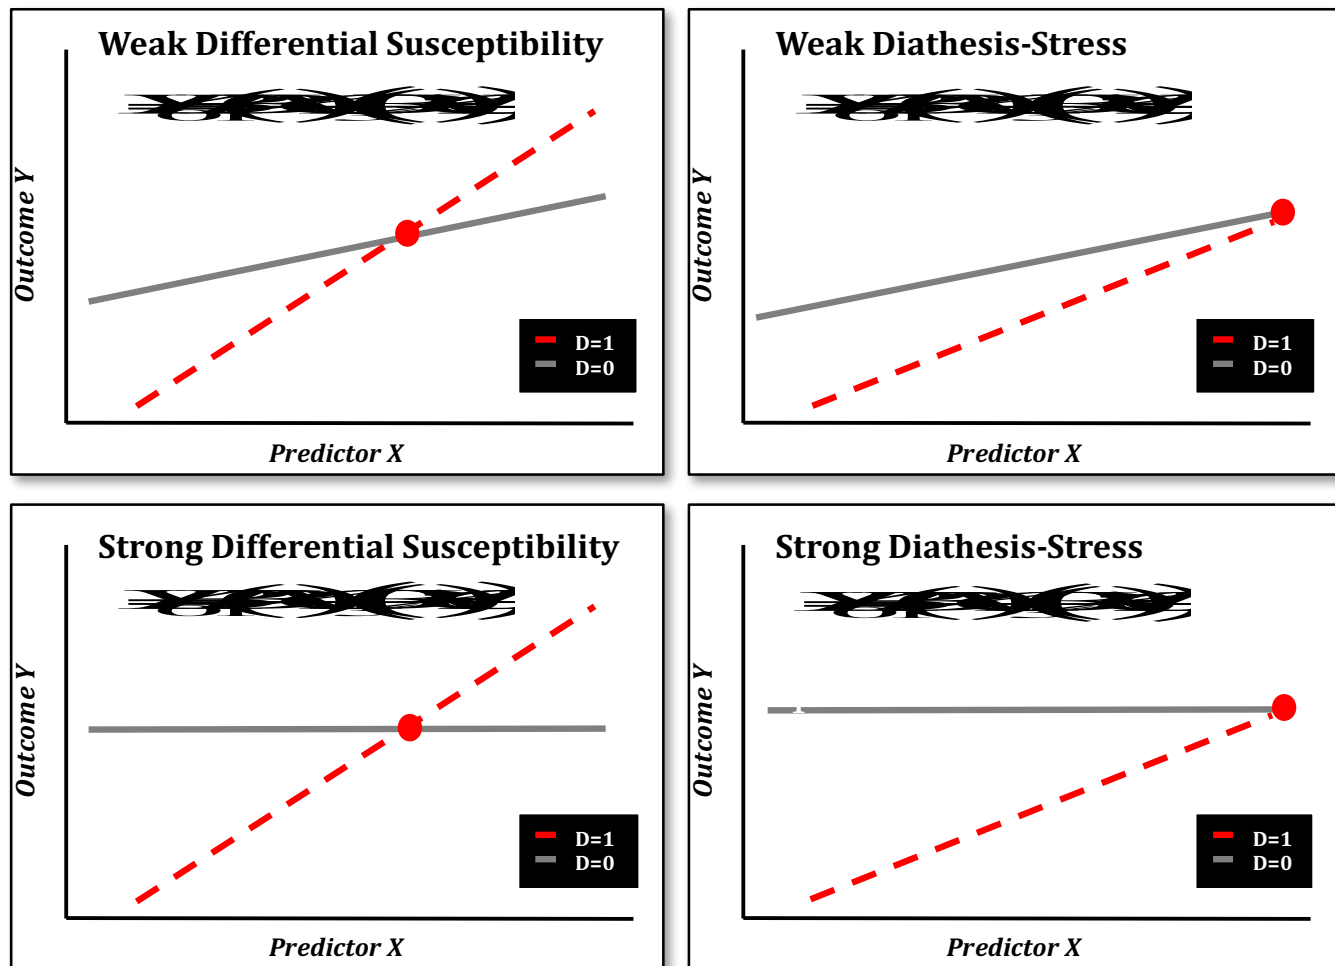 Weak Differential Susceptibility
Outcome Y
D=1
D=0
Predictor X
Weak Diathesis-Stress
Outcome Y
D=1
D=0
Predictor X
Strong Differential Susceptibility
Outcome Y
D=1
D=0
Predictor X
Strong Diathesis-Stress
Outcome Y
D=1
D=0
Predictor X